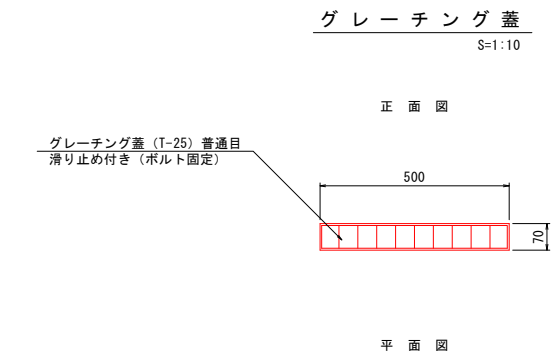 グレーチング蓋
S=1:10
正面図
グレーチング蓋（T-25）普通目
滑り止め付き（ボルト固定）
500
70
平面図